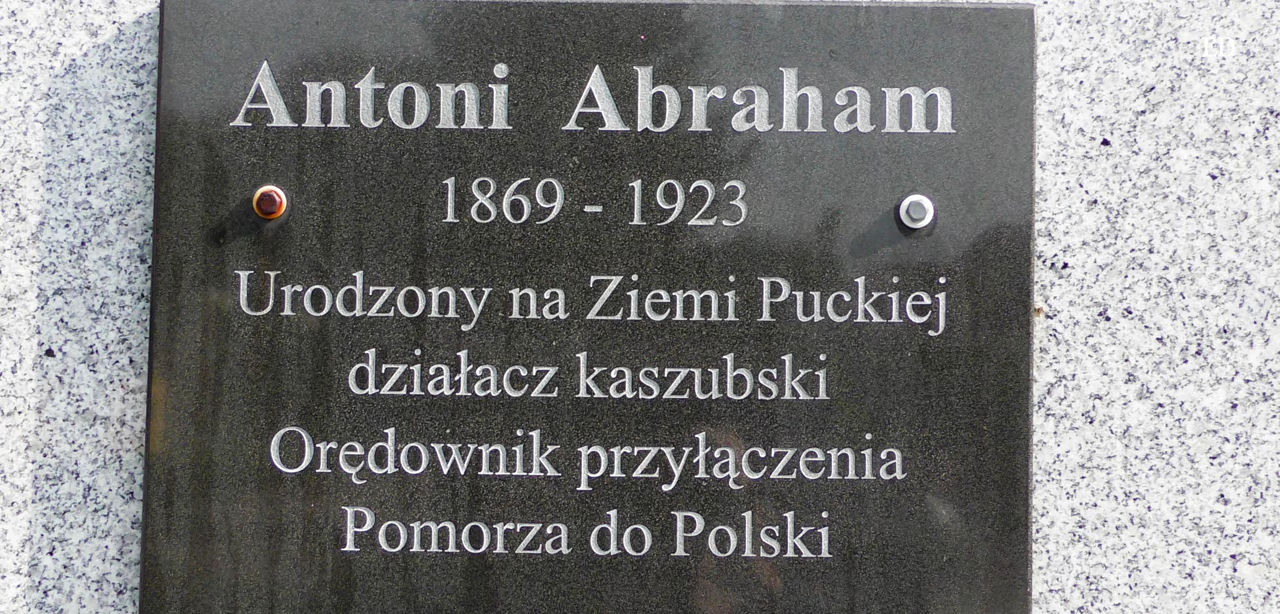 Antoni Abraham
1869 - 1923
Urodzony na Ziemi Puckiej
działacz kaszubski
Orędownik przyłączenia
Pomorza do Polski